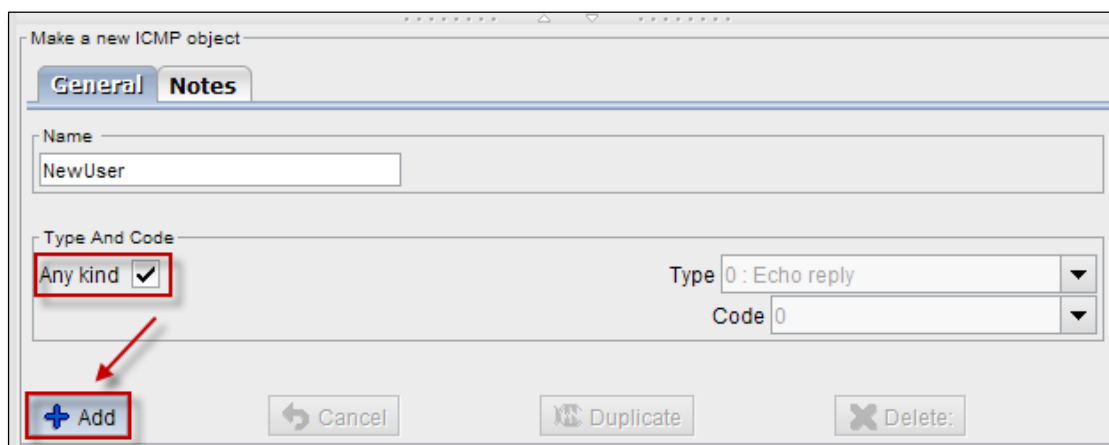 Make a new ICMP object
General Notes
Name
NewUser
Type And Code
Any kind Type 0 : Echo reply
Code 0
Add Cancel Duplicate Delete: